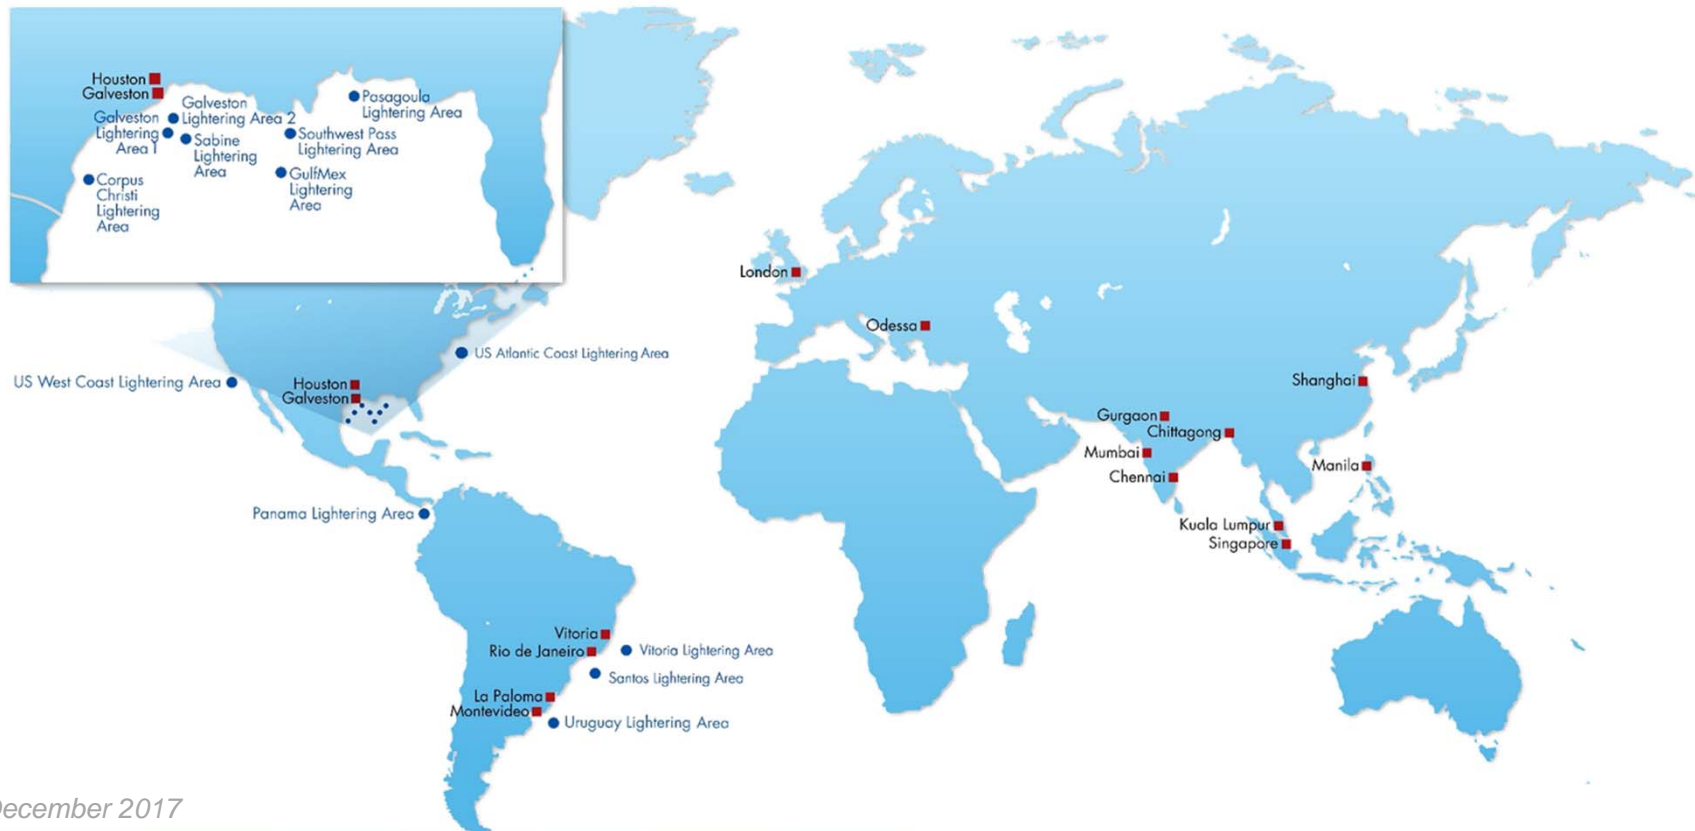 Houston
Galveston
Galveston
Lightering Area 2
Galveston
Lightering
Area 1
Sabine
Lightering
Area
Pasagoula
Lightering Area
Southwest Pass
Lightering Area
GulfMex
Lightering
Area
Corpus
Christi
Lightering
Area
London
Odessa
US Atlantic Coast Lightering Area
US West Coast Lightering Area
Houston
Galveston
Shanghai
Gurgaon
Chittagong
Mumbai
Manila
Chennai
Panama Lightering Area
Kuala Lumpur
Singapore
Vitoria
Rio de Janeiro
Vitoria Lightering Area
Santos Lightering Area
La Paloma
Montevideo
Uruguay Lightering Area
December 2017